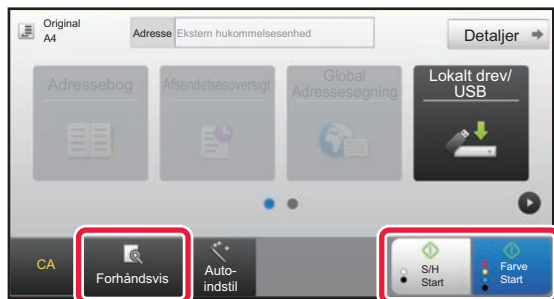 Original
A4
Adresse
Ekstern hukommelsesenhed
Detaljer
Adressebog
Afsendelsesoversigt
Global
Adressesøgning
Lokalt drev/
USB
CA
Forhåndsvis
Auto-
indstil
S/H
Start
Farve
Start